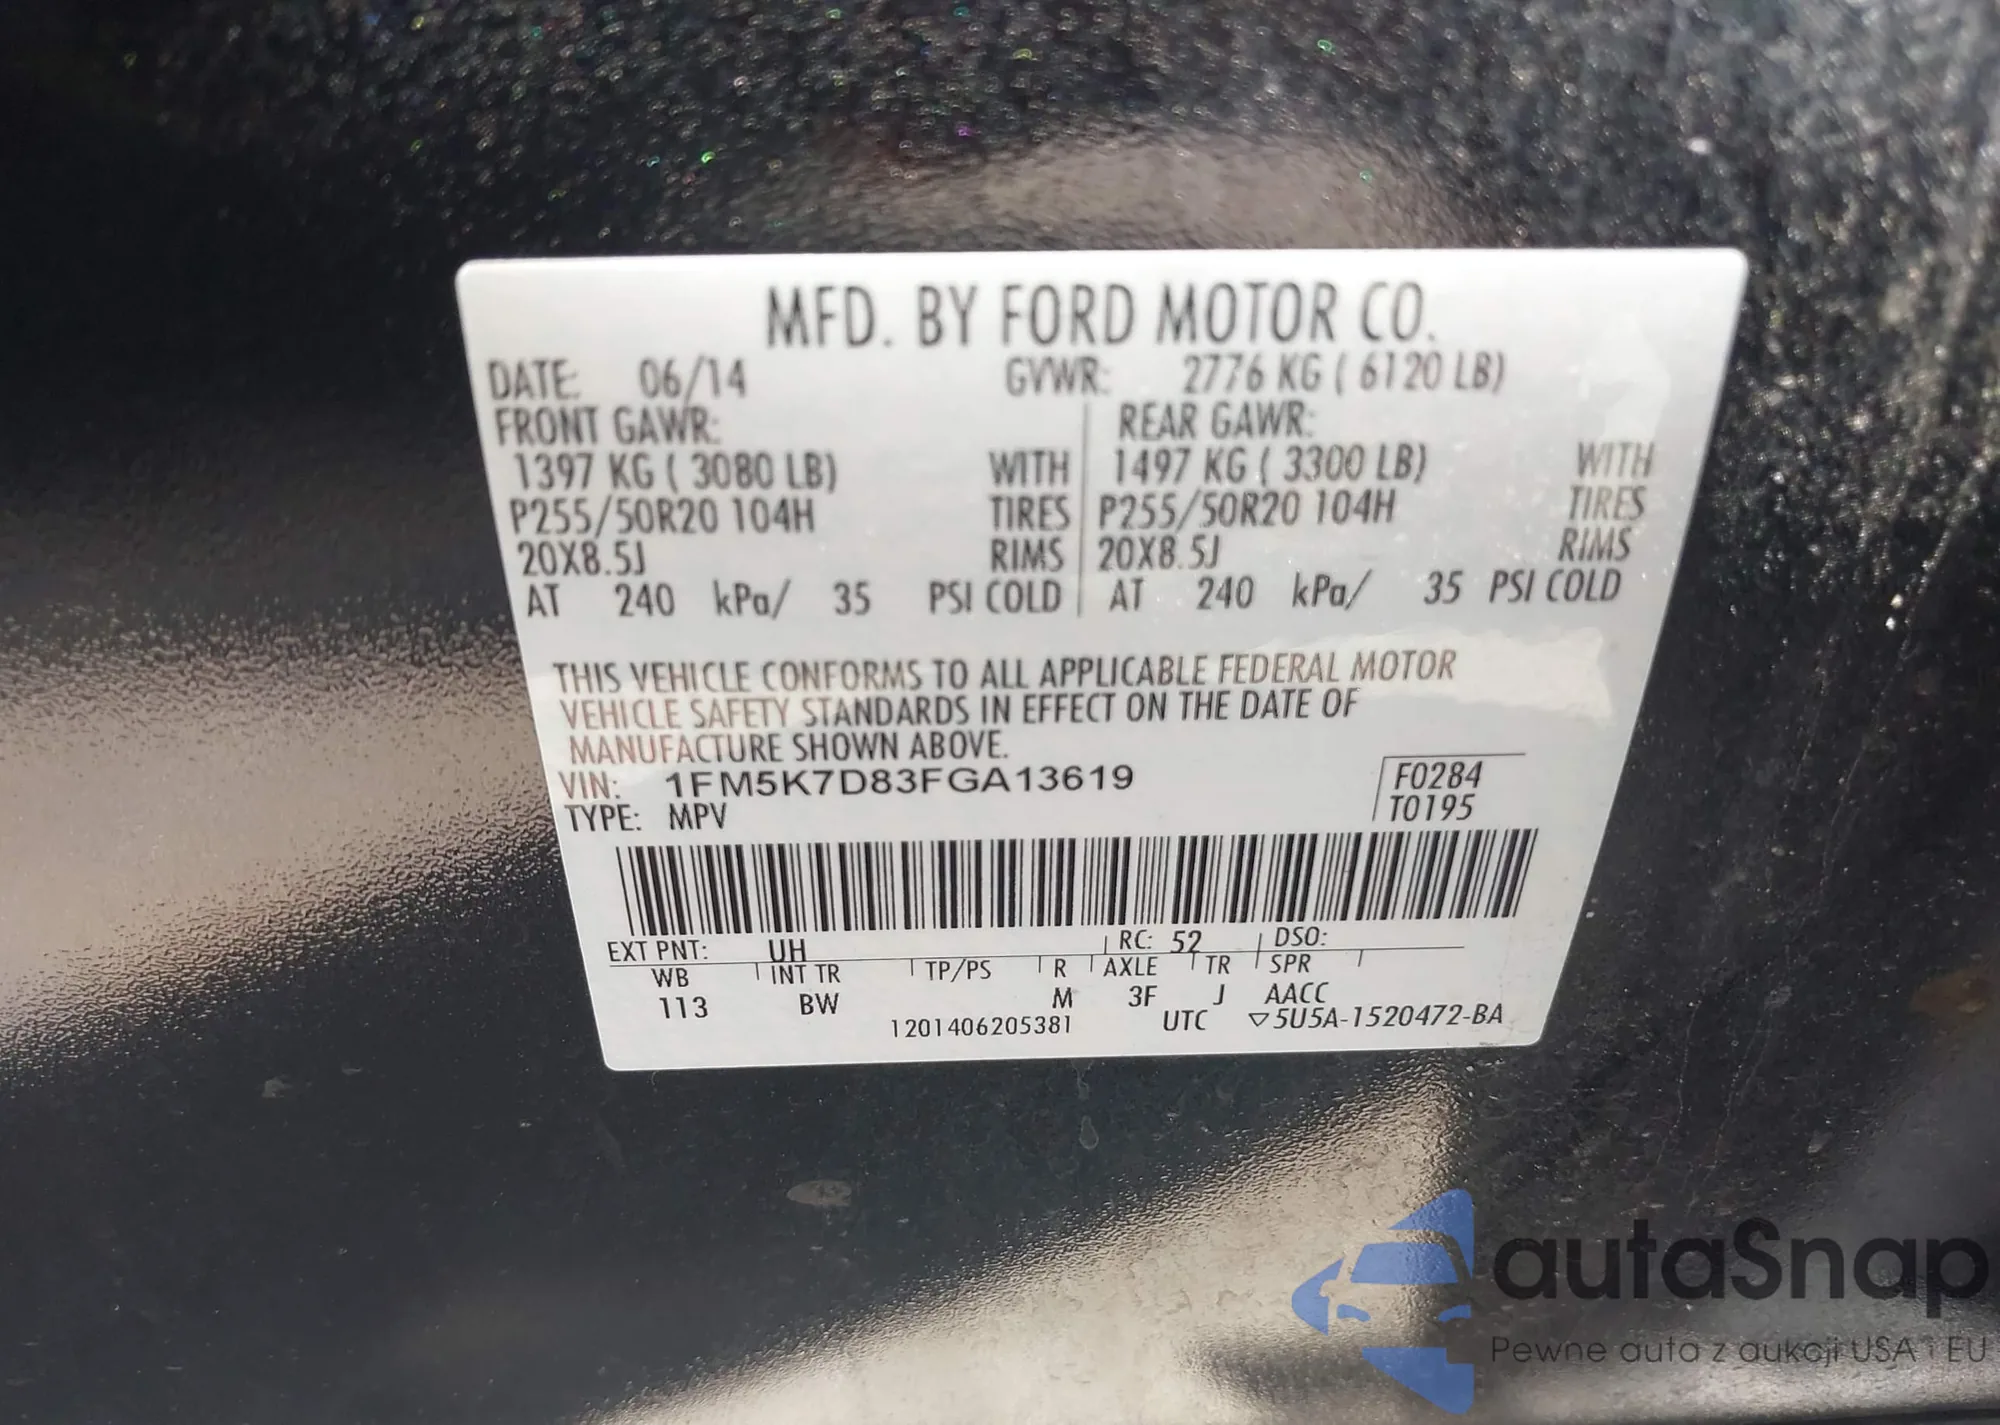 MFD. BY FORD MOTOR CO.
DATE: 06/14 GVWR: 2776 KG ( 6120 LB)
FRONT GAWR: REAR GAWR:
1397 KG ( 3080 LB) WITH 1497 KG ( 3300 LB) WITH
P255/50R20 104H TIRES P255/50R20 104H TIRES
20X8.5J RIMS 20X8.5J RIMS
AT 240 kPa/ 35 PSI COLD AT 240 kPa/ 35 PSI COLD
THIS VEHICLE CONFORMS TO ALL APPLICABLE FEDERAL MOTOR
VEHICLE SAFETY STANDARDS IN EFFECT ON THE DATE OF
MANUFACTURE SHOWN ABOVE.
VIN: 1FM5K7D83FGA13619 F0284
TYPE: MPV T0195
EXT PNT: UH RC: 52 DSO:
WB INT TR TP/PS R AXLE TR SPR
113 BW M 3F J AACC
1201406205381 UTC ▽5U5A-1520472-BA
autaSnap
Pewne auta z aukcji USA i EU